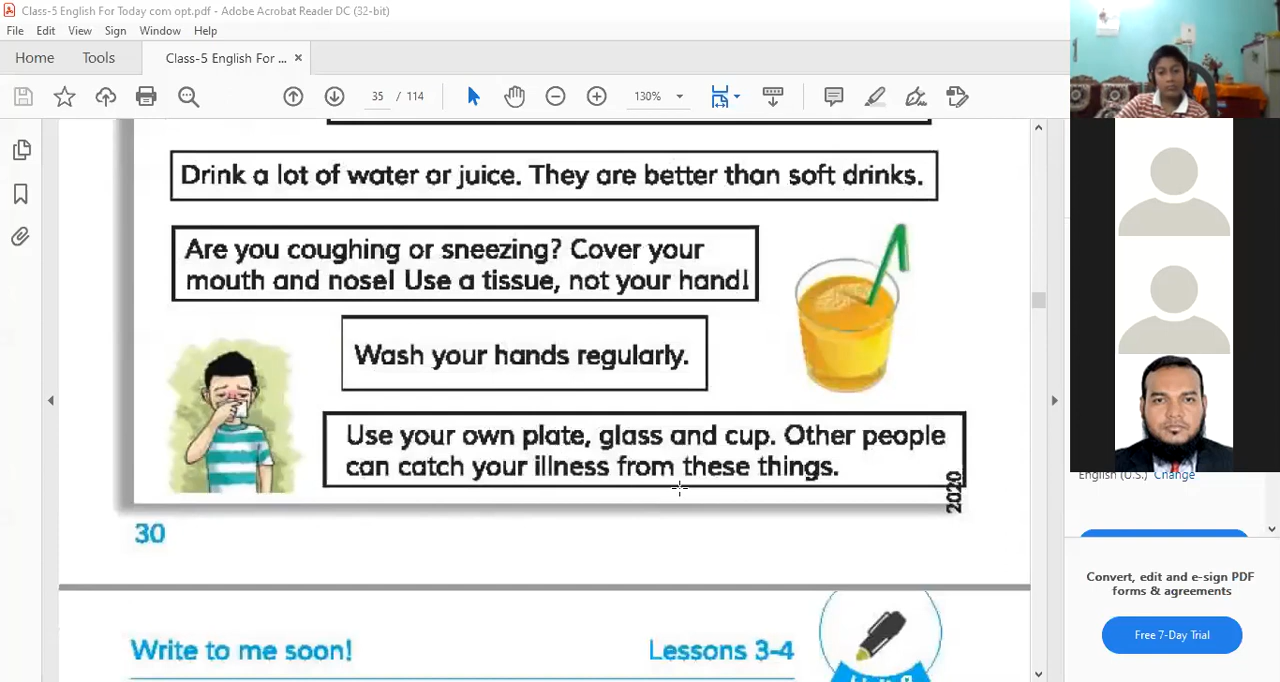 Class-5 English For Today com opt.pdf - Adobe Acrobat Reader DC (32-bit)
File Edit View Sign Window Help
Home Tools Class-5 English For ... ×
35 / 114 130%
Drink a lot of water or juice. They are better than soft drinks.
Are you coughing or sneezing? Cover your
mouth and nose! Use a tissue, not your hand!
Wash your hands regularly.
Use your own plate, glass and cup. Other people
can catch your illness from these things.
2020
30
Write to me soon! Lessons 3-4
English (U.S.) Change
Convert, edit and e-sign PDF
forms & agreements
Free 7-Day Trial